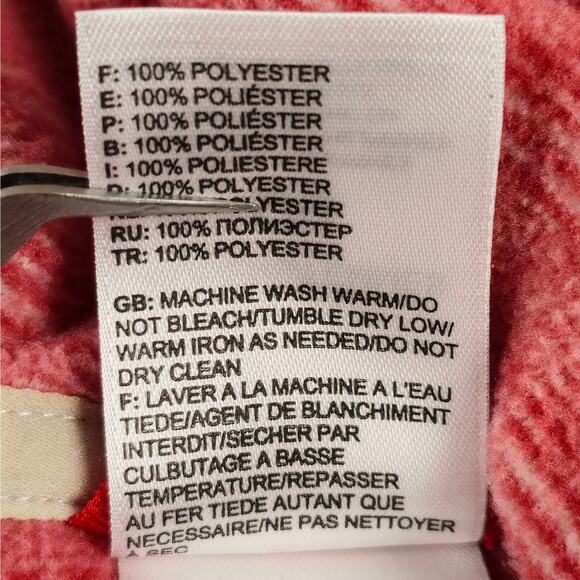 F: 100% POLYESTER
E: 100% POLIÉSTER
P: 100% POLIÉSTER
B: 100% POLIÉSTER
I: 100% POLIESTERE
D: 100% POLYESTER
POLYESTER
RU: 100% ПОЛИЭСТЕР
TR: 100% POLYESTER
GB: MACHINE WASH WARM/DO
NOT BLEACH/TUMBLE DRY LOW/
WARM IRON AS NEEDED/DO NOT
DRY CLEAN
F: LAVER A LA MACHINE A L'EAU
TIEDE/AGENT DE BLANCHIMENT
INTERDIT/SECHER PAR
CULBUTAGE A BASSE
TEMPERATURE/REPASSER
AU FER TIEDE AUTANT QUE
NECESSAIRE/NE PAS NETTOYER
A SEC